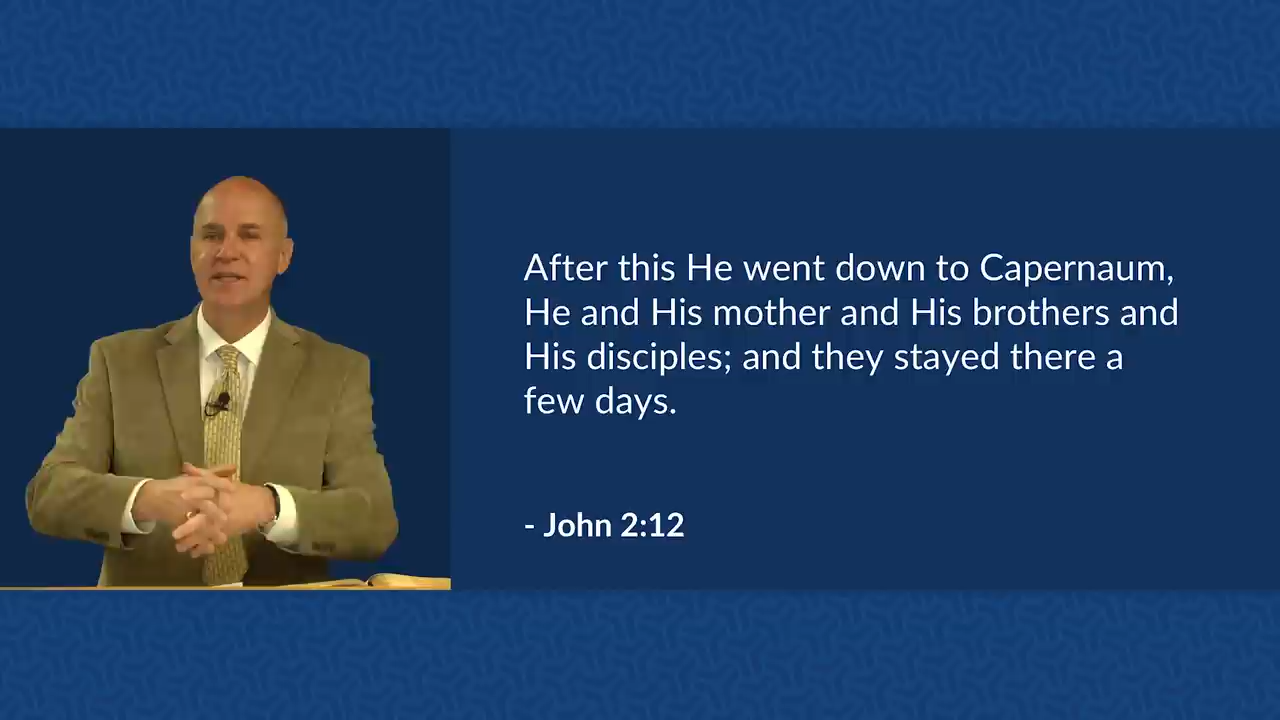 After this He went down to Capernaum,
He and His mother and His brothers and
His disciples; and they stayed there a
few days.
- John 2:12